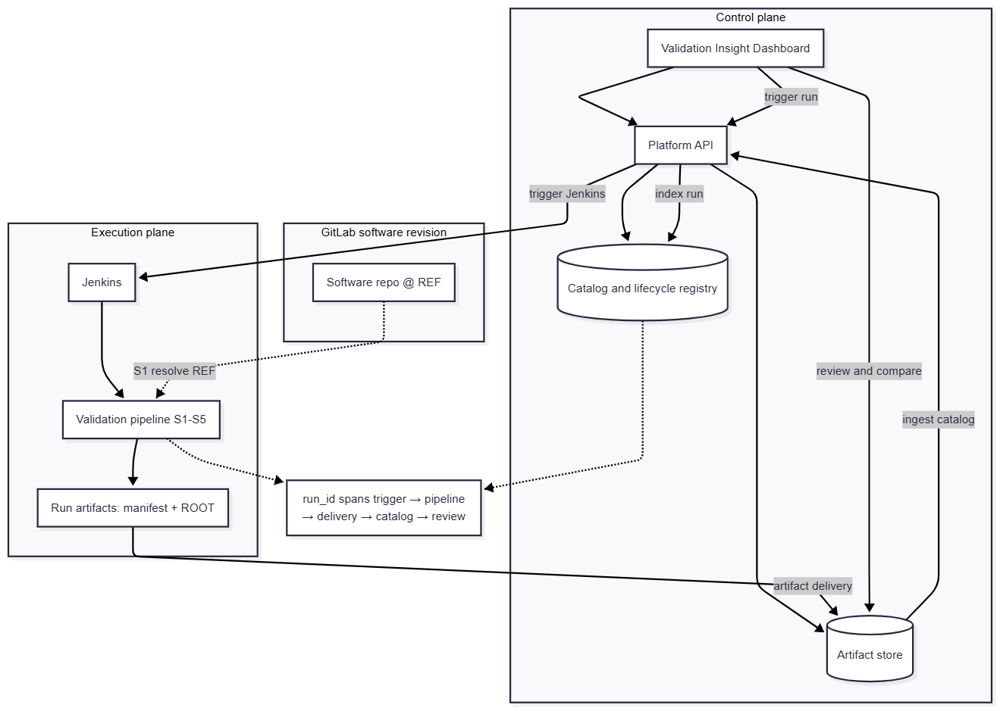 Control plane
Validation Insight Dashboard
trigger run
Platform API
trigger Jenkins
index run
Execution plane
GitLab software revision
Jenkins
Software repo @ REF
Catalog and lifecycle registry
S1 resolve REF
review and compare
Validation pipeline S1-S5
ingest catalog
Run artifacts: manifest + ROOT
run_id spans trigger → pipeline
→ delivery → catalog → review
artifact delivery
Artifact store